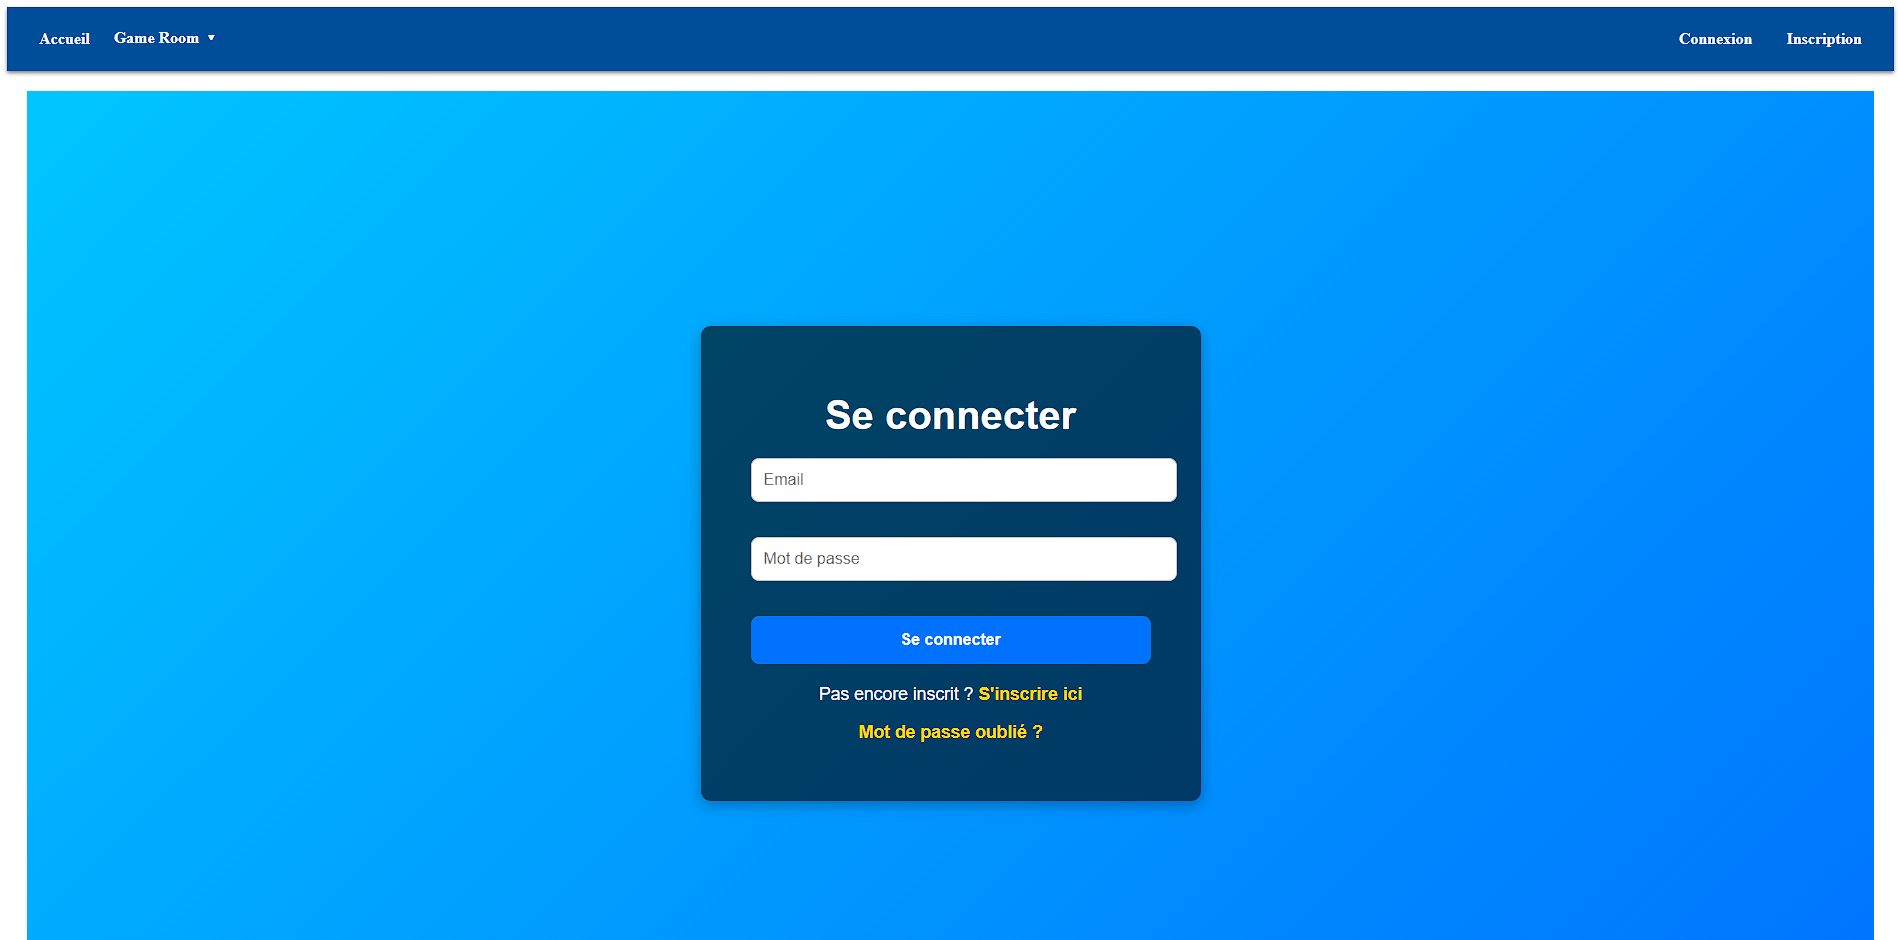 Accueil Game Room ▼ Connexion Inscription
Se connecter
Email
Mot de passe
Se connecter
Pas encore inscrit ? S'inscrire ici
Mot de passe oublié ?